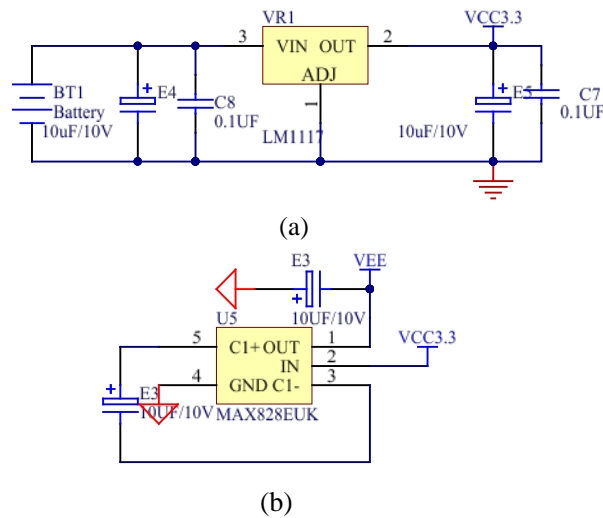 VR1
VCC3.3
3
VIN OUT
2
ADJ
1
BT1
Battery
10uF/10V
E4
C8
0.1UF
LM1117
E5
10uF/10V
C7
0.1UF
(a)
E3
VEE
10UF/10V
U5
VCC3.3
5
C1+ OUT
1
IN
2
4
GND C1-
3
E3
10UF/10V
MAX828EUK
(b)